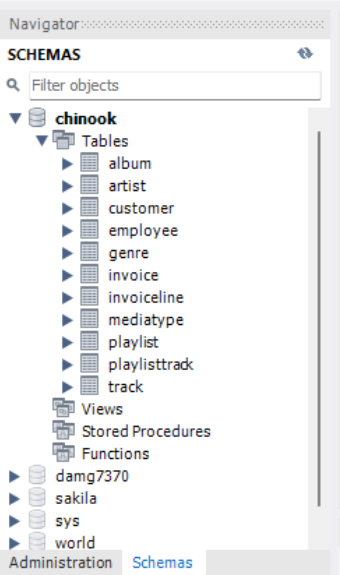 Navigator
SCHEMAS
Filter objects
chinook
Tables
album
artist
customer
employee
genre
invoice
invoiceline
mediatype
playlist
playlisttrack
track
Views
Stored Procedures
Functions
damg7370
sakila
sys
world
Administration Schemas